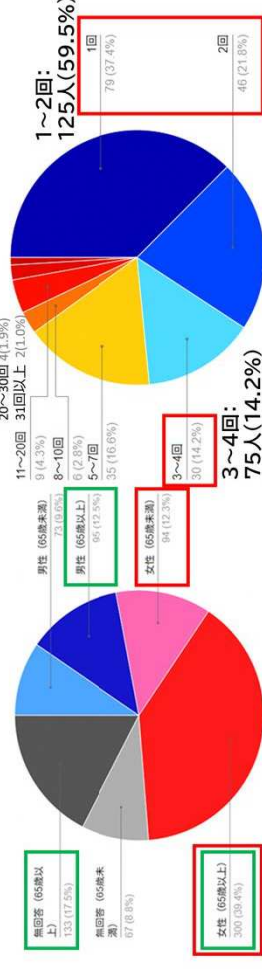 無回答（65歳以
上）
133 (17.5%)
無回答（65歳未
満）
67 (8.8%)
女性（65歳以上）
300 (39.4%)
男性（65歳未満）
73 (9.6%)
男性（65歳以上）
95 (12.5%)
女性（65歳未満）
94 (12.3%)
20～30回 4(1.9%)
11～20回 31回以上 2(1.0%)
9 (4.3%)
8～10回
6 (2.8%)
5～7回
35 (16.6%)
3～4回
30 (14.2%)
3～4回:
75人(14.2%)
1～2回:
125人(59.5%)
1回
79 (37.4%)
2回
46 (21.8%)